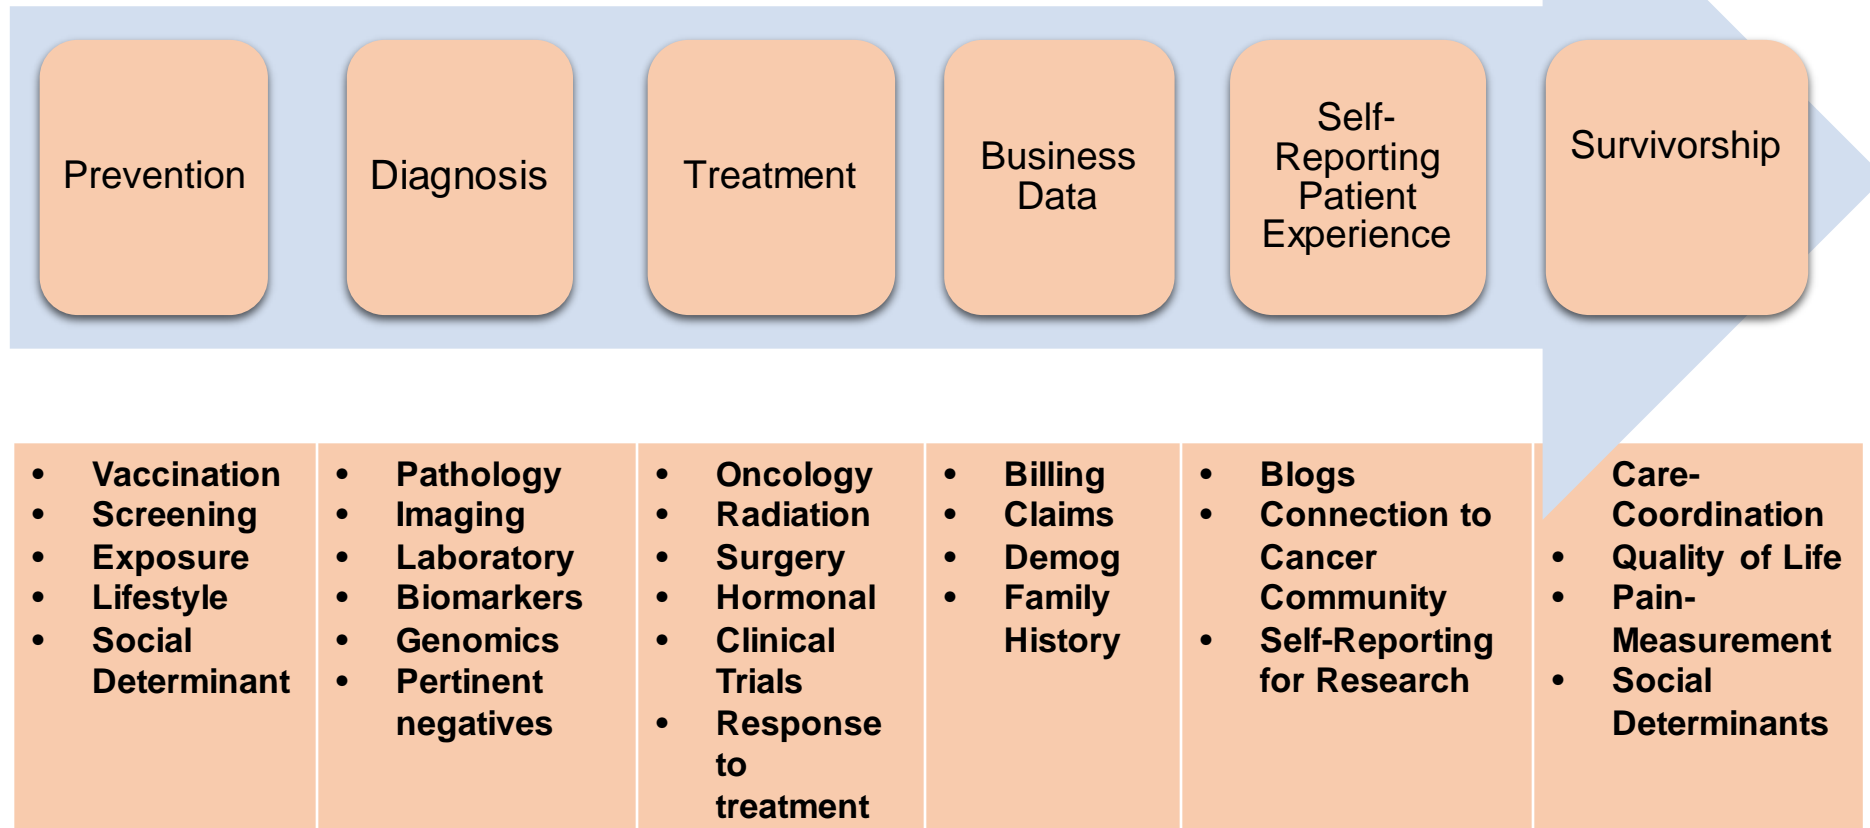 Prevention
Diagnosis
Treatment
Business
Data
Self-
Reporting
Patient
Experience
Survivorship
• Vaccination
• Screening
• Exposure
• Lifestyle
• Social
Determinant
• Pathology
• Imaging
• Laboratory
• Biomarkers
• Genomics
• Pertinent
negatives
• Oncology
• Radiation
• Surgery
• Hormonal
• Clinical
Trials
• Response
to
treatment
• Billing
• Claims
• Demog
• Family
History
• Blogs
• Connection to
Cancer
Community
• Self-Reporting
for Research
Care-
Coordination
• Quality of Life
• Pain-
Measurement
• Social
Determinants